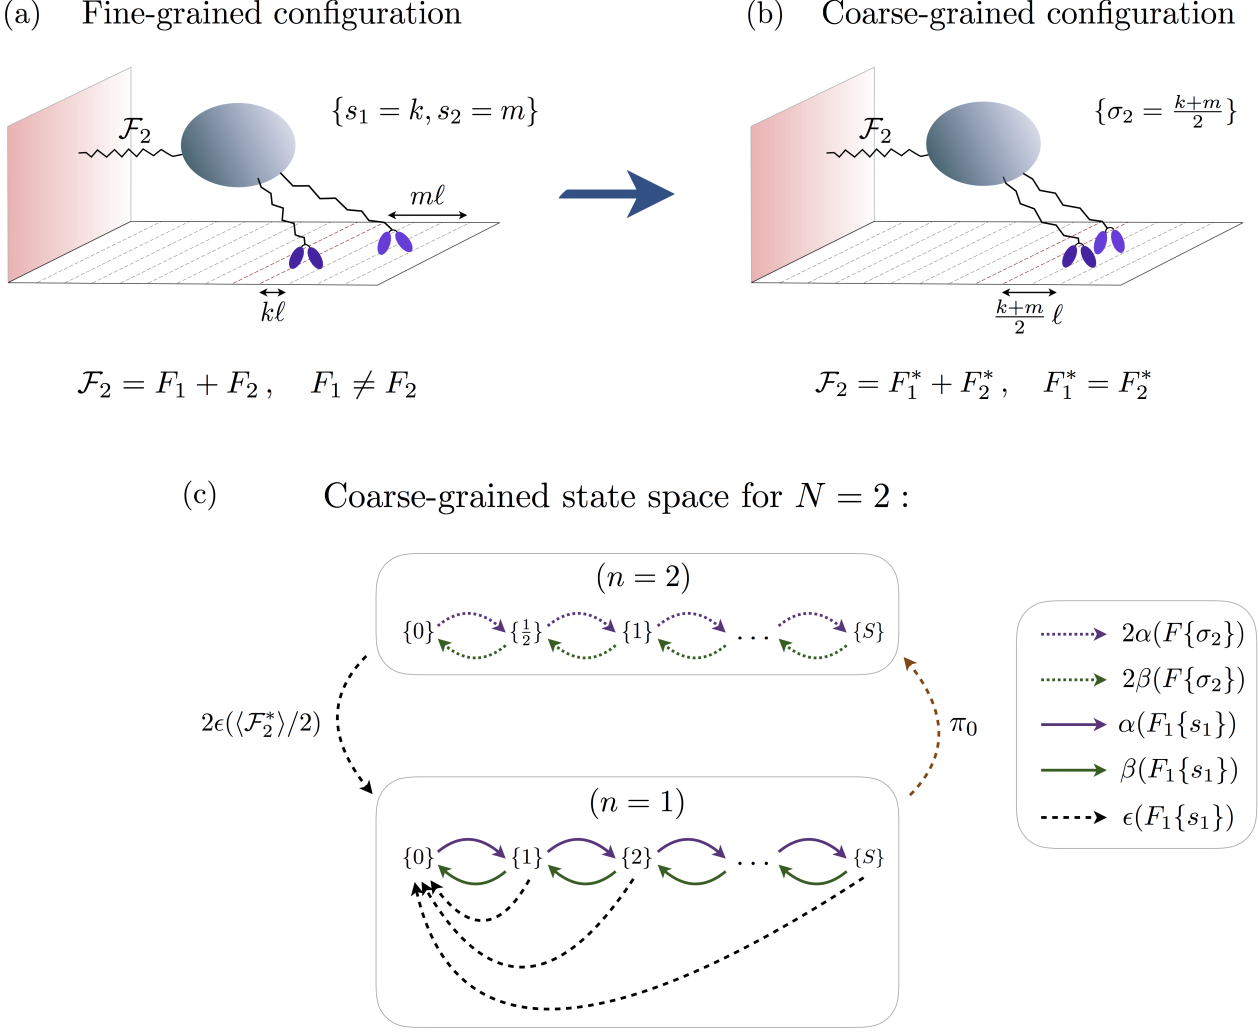 (a) Fine-grained configuration
{s₁ = k, s₂ = m}
ℱ₂
mℓ
kℓ
ℱ₂ = F₁ + F₂ , F₁ ≠ F₂
(b) Coarse-grained configuration
{σ₂ = (k+m)/2}
ℱ₂
(k+m)/2 ℓ
ℱ₂ = F₁* + F₂* , F₁* = F₂*
(c) Coarse-grained state space for N = 2 :
(n = 2)
{0} {1/2} {1} ... {S}
2ϵ(⟨ℱ₂*⟩/2)
π₀
(n = 1)
{0} {1} {2} ... {S}
2α(F{σ₂})
2β(F{σ₂})
α(F₁{s₁})
β(F₁{s₁})
ϵ(F₁{s₁})